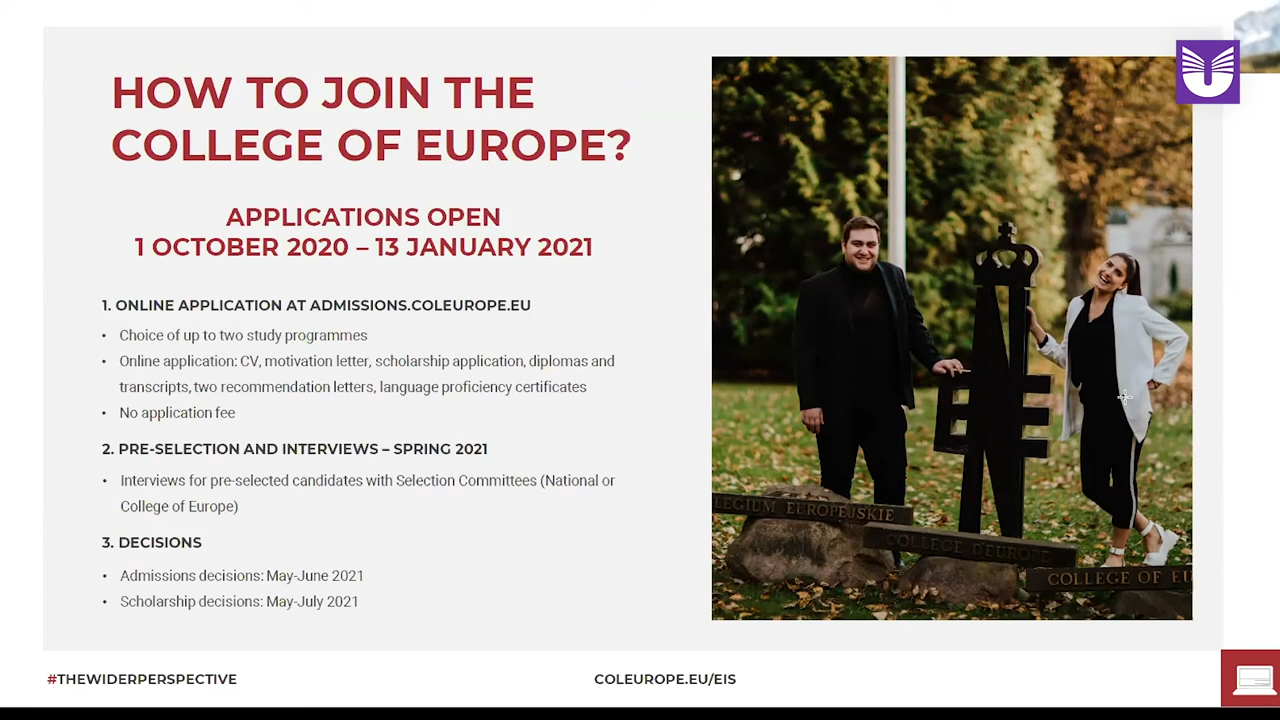 HOW TO JOIN THE
COLLEGE OF EUROPE?
APPLICATIONS OPEN
1 OCTOBER 2020 – 13 JANUARY 2021
1. ONLINE APPLICATION AT ADMISSIONS.COLEUROPE.EU
• Choice of up to two study programmes
• Online application: CV, motivation letter, scholarship application, diplomas and
transcripts, two recommendation letters, language proficiency certificates
• No application fee
2. PRE-SELECTION AND INTERVIEWS – SPRING 2021
• Interviews for pre-selected candidates with Selection Committees (National or
College of Europe)
3. DECISIONS
• Admissions decisions: May-June 2021
• Scholarship decisions: May-July 2021
LEGIUM EUROPEJSKIE
COLLEGE D'EUROPE
COLLEGE OF EU
#THEWIDERPERSPECTIVE
COLEUROPE.EU/EIS